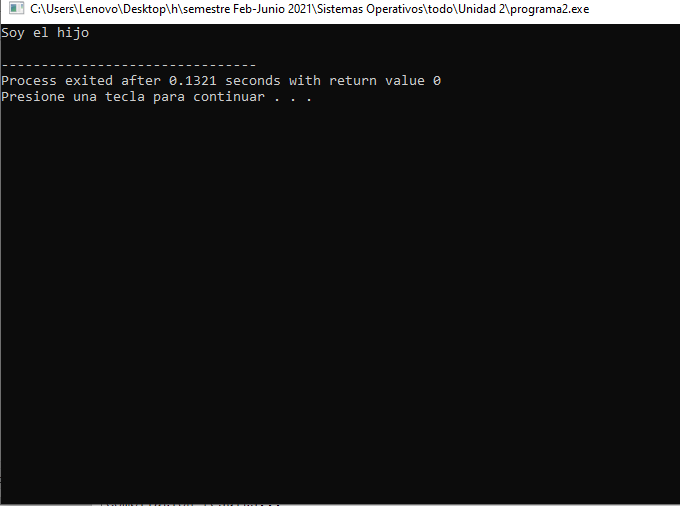 C:\Users\Lenovo\Desktop\h\semestre Feb-Junio 2021\Sistemas Operativos\todo\Unidad 2\programa2.exe
Soy el hijo
--------------------------------
Process exited after 0.1321 seconds with return value 0
Presione una tecla para continuar . . .